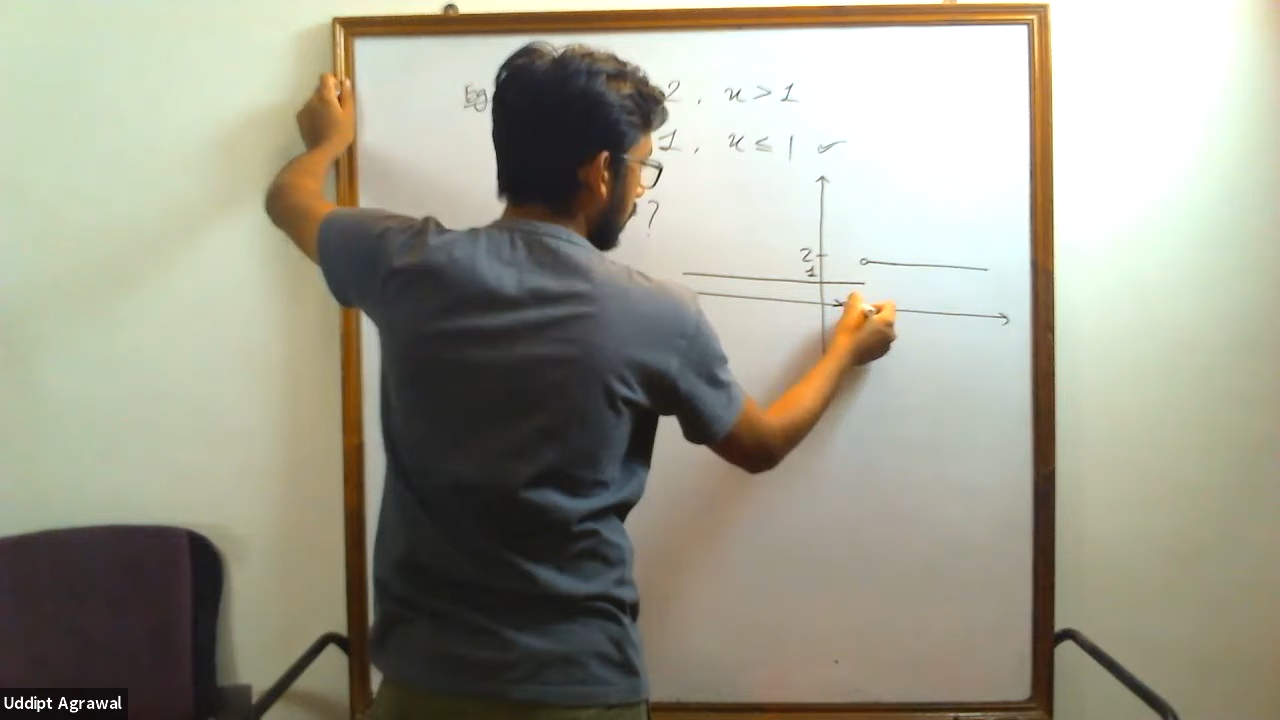 Eg 2, x > 1
1, x ≤ 1 ✓
?
2
1
Uddipt Agrawal